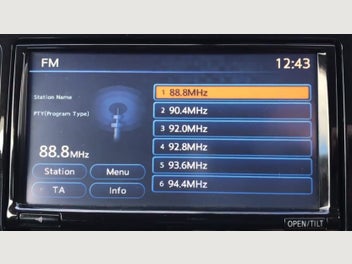 FM
12:43
Station Name
PTY(Program Type)
88.8MHz
Station
Menu
TA
Info
1 88.8MHz
2 90.4MHz
3 92.0MHz
4 92.8MHz
5 93.6MHz
6 94.4MHz
OPEN/TILT